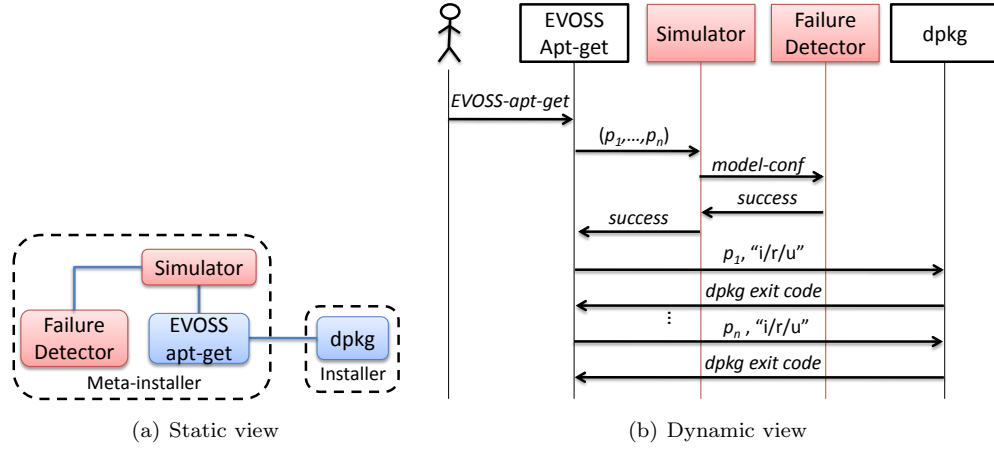 EVOSS
Apt-get
Simulator
Failure
Detector
dpkg
EVOSS-apt-get
(p1,...,pn)
model-conf
success
success
p1, “i/r/u”
dpkg exit code
...
pn , “i/r/u”
dpkg exit code
Simulator
Failure
Detector
EVOSS
apt-get
dpkg
Meta-installer
Installer
(a) Static view
(b) Dynamic view